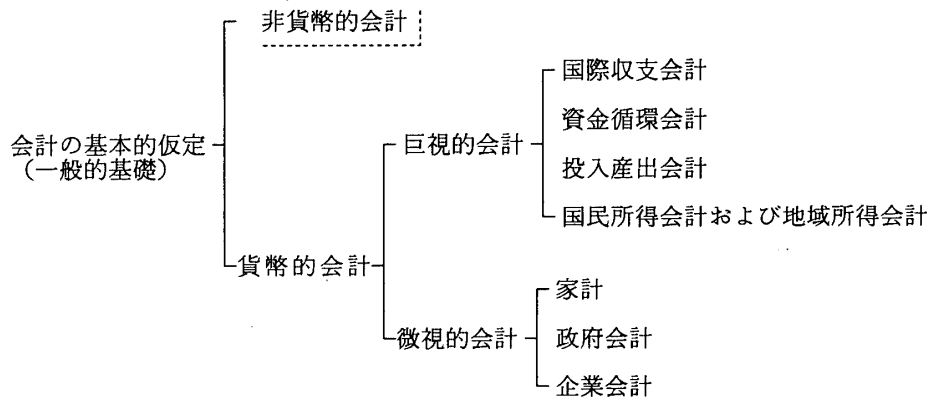 非貨幣的会計
国際収支会計
資金循環会計
会計の基本的仮定
(一般的基礎)
巨視的会計
投入産出会計
国民所得会計および地域所得会計
貨幣的会計
家計
微視的会計
政府会計
企業会計